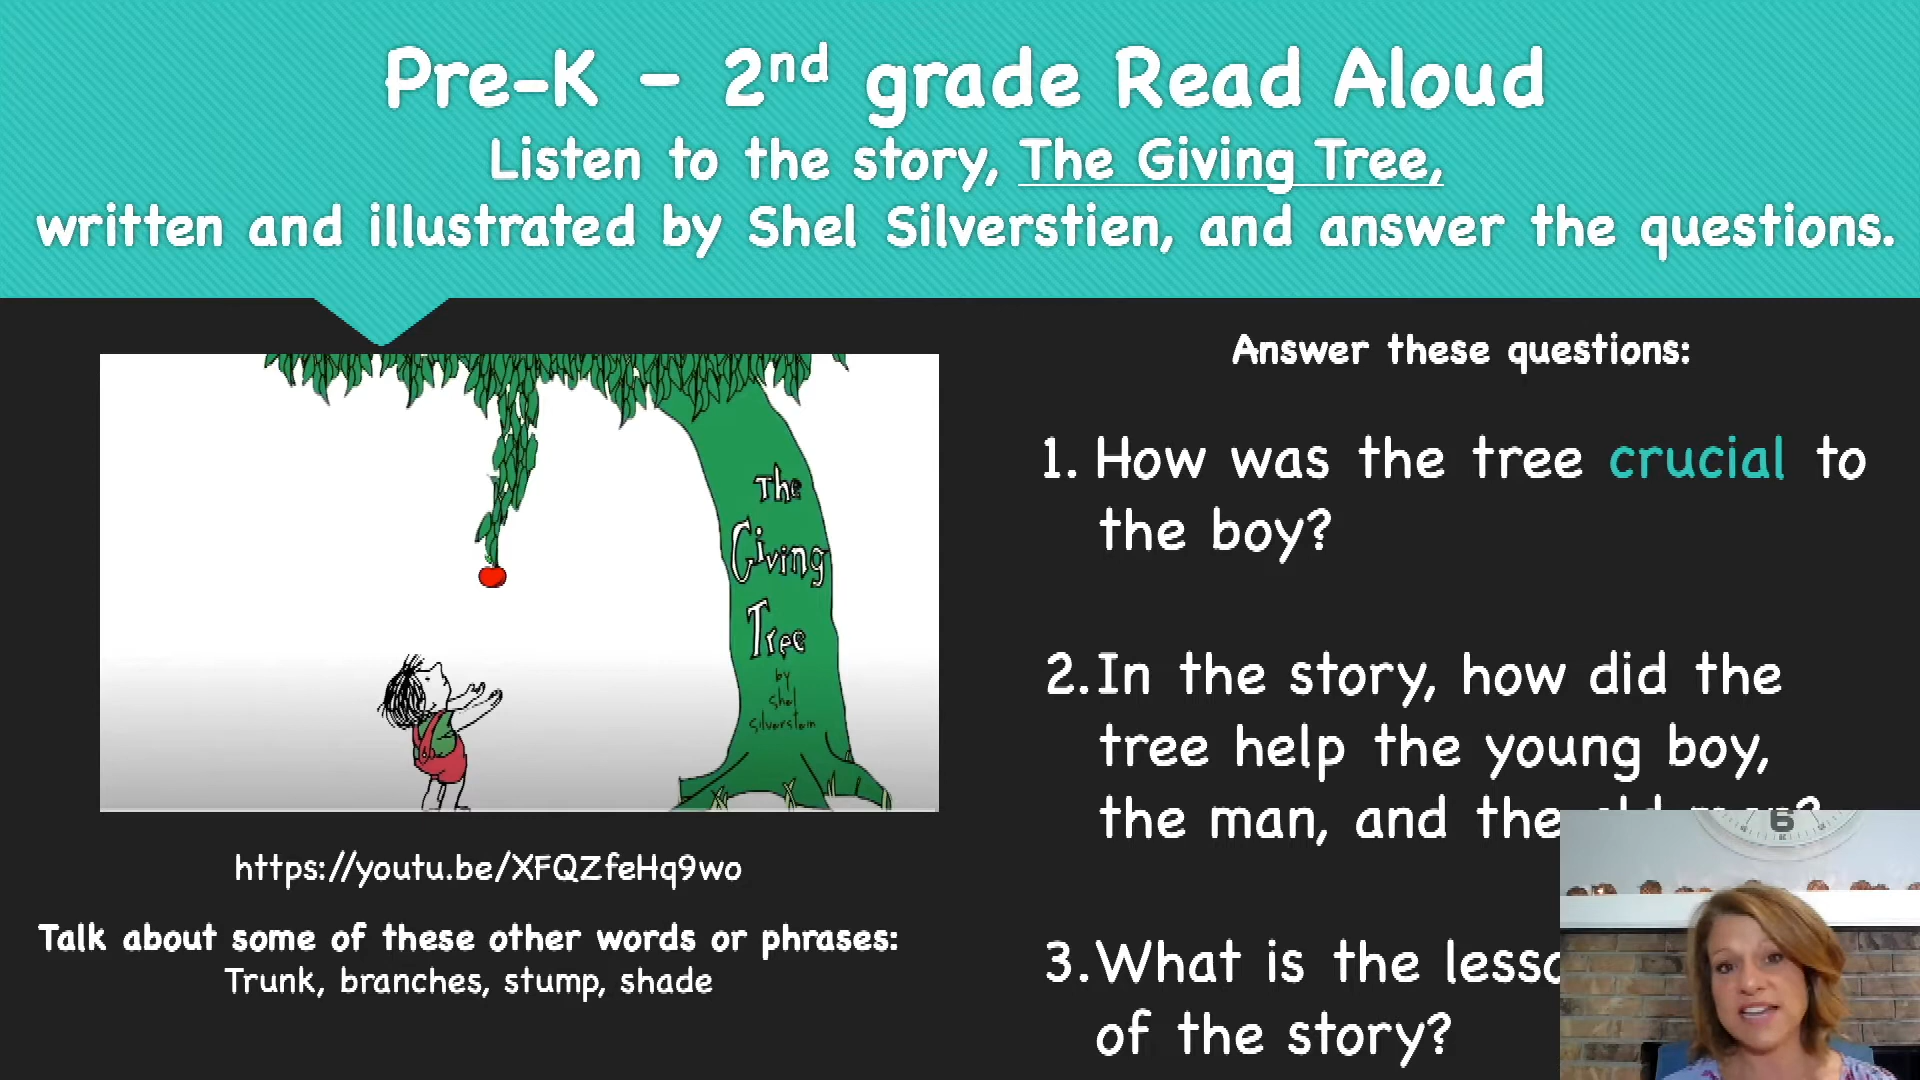 Pre-K – 2nd grade Read Aloud
Listen to the story, The Giving Tree,
written and illustrated by Shel Silverstien, and answer the questions.
The
Giving
Tree
by
Shel
Silverstein
https://youtu.be/XFQZfeHq9wo
Talk about some of these other words or phrases:
Trunk, branches, stump, shade
Answer these questions:
1. How was the tree crucial to
the boy?
2. In the story, how did the
tree help the young boy,
the man, and the old man?
3. What is the
of the story?
6